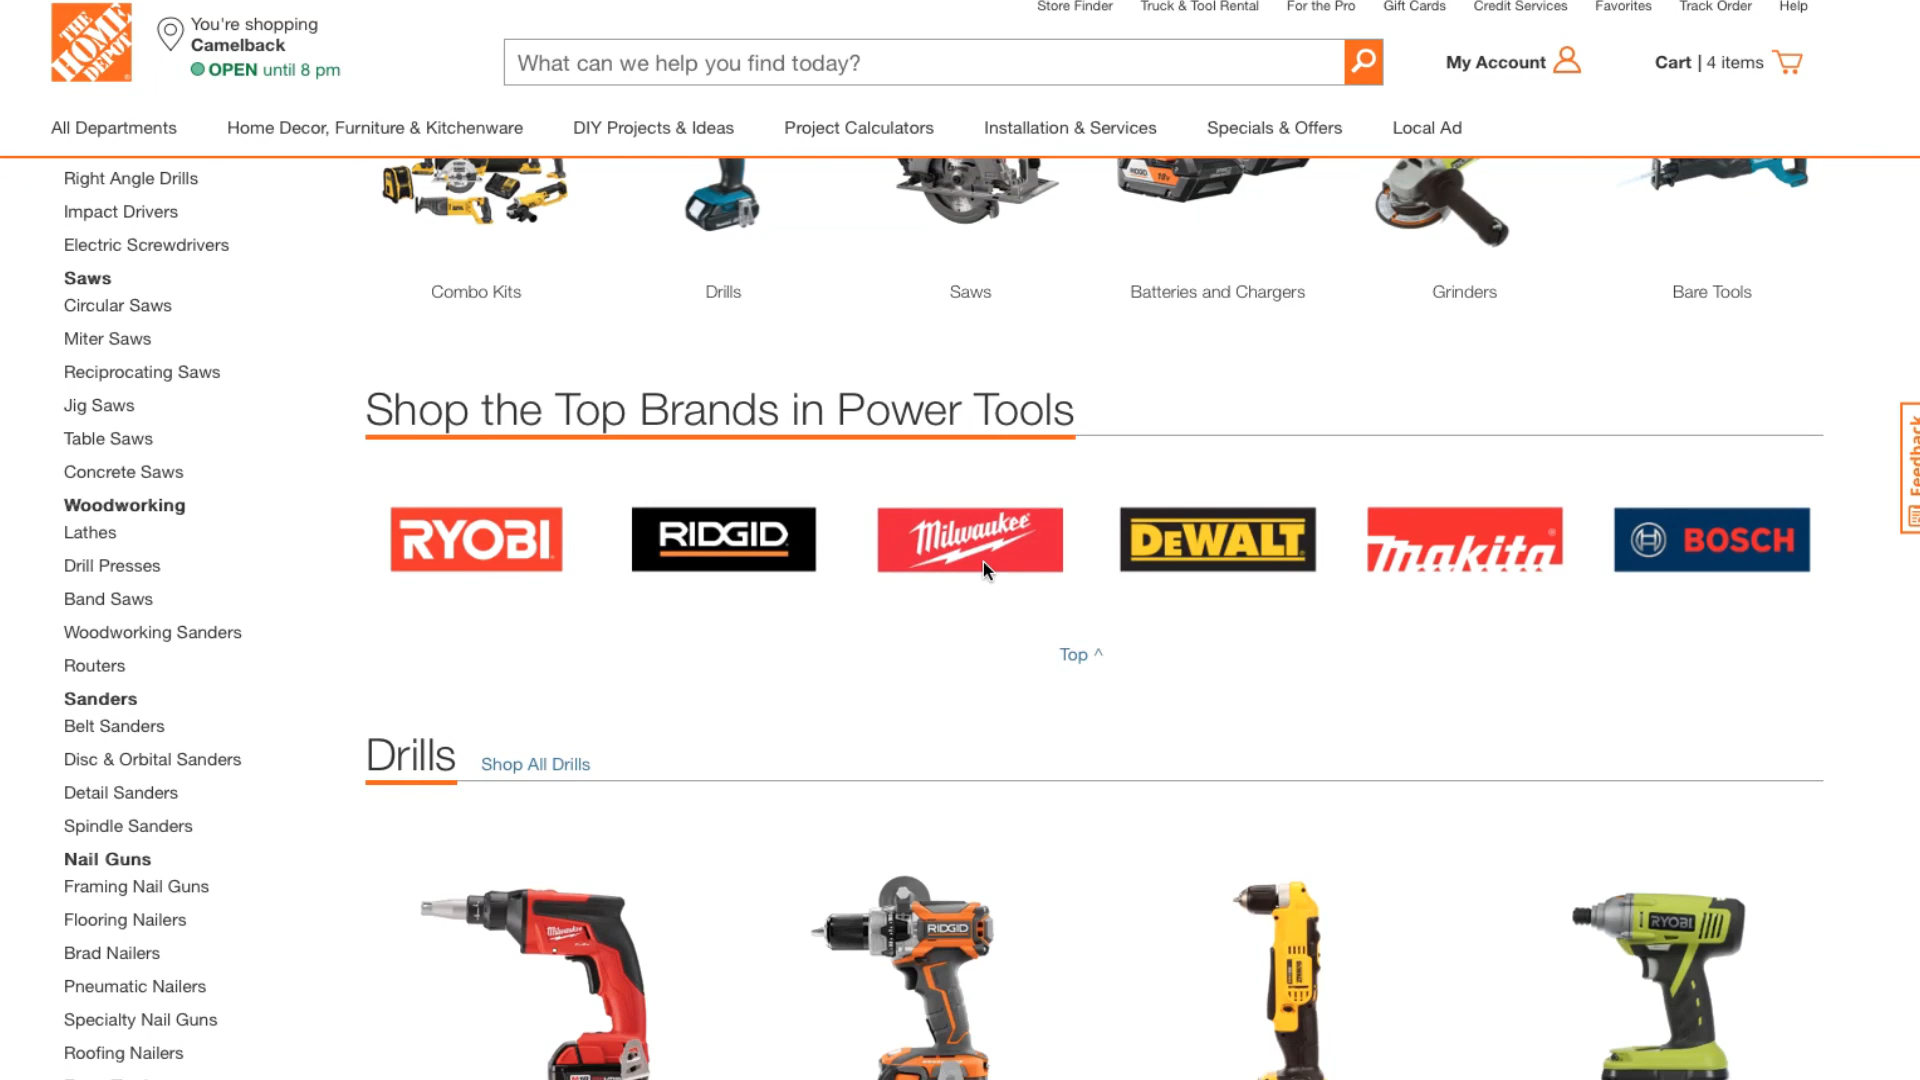 THE HOME DEPOT
You're shopping
Camelback
OPEN until 8 pm
Store Finder
Truck & Tool Rental
For the Pro
Gift Cards
Credit Services
Favorites
Track Order
Help
What can we help you find today?
My Account
Cart | 4 items
All Departments
Home Decor, Furniture & Kitchenware
DIY Projects & Ideas
Project Calculators
Installation & Services
Specials & Offers
Local Ad
Right Angle Drills
Impact Drivers
Electric Screwdrivers
Saws
Circular Saws
Miter Saws
Reciprocating Saws
Jig Saws
Table Saws
Concrete Saws
Woodworking
Lathes
Drill Presses
Band Saws
Woodworking Sanders
Routers
Sanders
Belt Sanders
Disc & Orbital Sanders
Detail Sanders
Spindle Sanders
Nail Guns
Framing Nail Guns
Flooring Nailers
Brad Nailers
Pneumatic Nailers
Specialty Nail Guns
Roofing Nailers
RIDGID
Combo Kits
Drills
Saws
Batteries and Chargers
Grinders
Bare Tools
Shop the Top Brands in Power Tools
RYOBI
RIDGID
Milwaukee
DEWALT
makita
BOSCH
Top ^
Drills
Shop All Drills
Milwaukee
RIDGID
DEWALT
RYOBI
Feedback